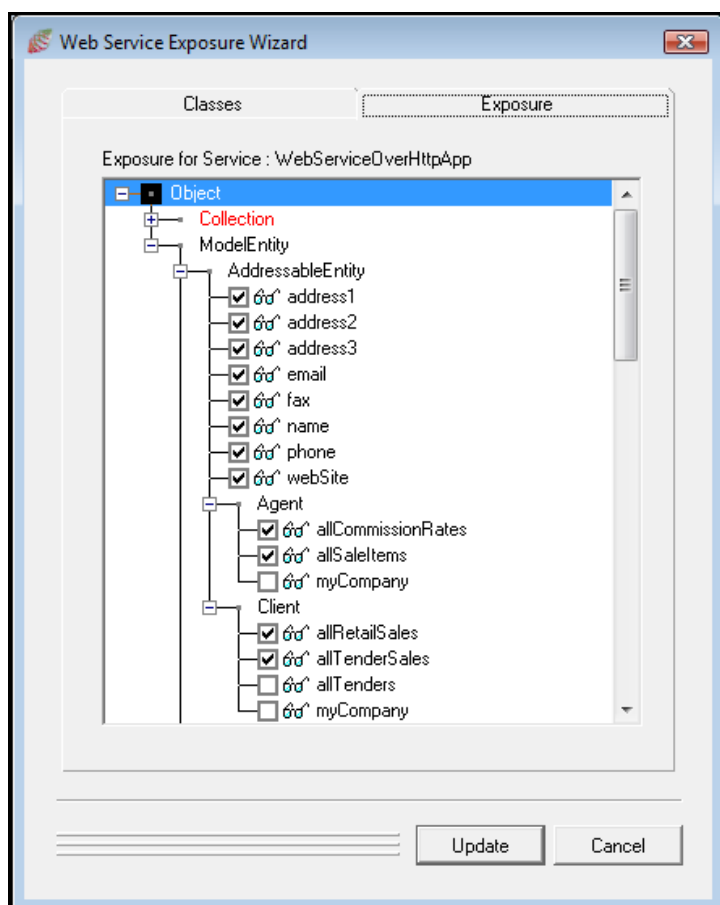 Web Service Exposure Wizard
Classes
Exposure
Exposure for Service : WebServiceOverHttpApp
Object
Collection
ModelEntity
AddressableEntity
address1
address2
address3
email
fax
name
phone
webSite
Agent
allCommissionRates
allSaleItems
myCompany
Client
allRetailSales
allTenderSales
allTenders
myCompany
Update
Cancel